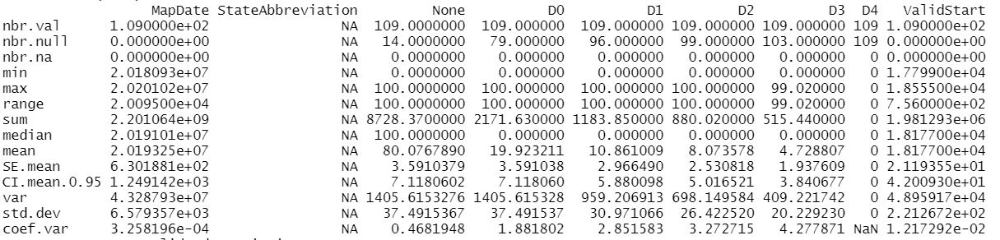 MapDate StateAbbreviation None D0 D1 D2 D3 D4 ValidStart
nbr.val 1.090000e+02 NA 109.0000000 109.000000 109.000000 109.000000 109.000000 109 1.090000e+02
nbr.null 0.000000e+00 NA 14.0000000 79.000000 96.000000 99.000000 103.000000 109 0.000000e+00
nbr.na 0.000000e+00 NA 0.0000000 0.000000 0.000000 0.000000 0.000000 0 0.000000e+00
min 2.018093e+07 NA 0.0000000 0.000000 0.000000 0.000000 0.000000 0 1.779900e+04
max 2.020102e+07 NA 100.0000000 100.000000 100.000000 100.000000 99.020000 0 1.855500e+04
range 2.009500e+04 NA 100.0000000 100.000000 100.000000 100.000000 99.020000 0 7.560000e+02
sum 2.201064e+09 NA 8728.3700000 2171.630000 1183.850000 880.020000 515.440000 0 1.981293e+06
median 2.019101e+07 NA 100.0000000 0.000000 0.000000 0.000000 0.000000 0 1.817700e+04
mean 2.019325e+07 NA 80.0767890 19.923211 10.861009 8.073578 4.728807 0 1.817700e+04
SE.mean 6.301881e+02 NA 3.5910379 3.591038 2.966490 2.530818 1.937609 0 2.119355e+01
CI.mean.0.95 1.249142e+03 NA 7.1180602 7.118060 5.880098 5.016521 3.840677 0 4.200930e+01
var 4.328793e+07 NA 1405.6153276 1405.615328 959.206913 698.149584 409.221742 0 4.895917e+04
std.dev 6.579357e+03 NA 37.4915367 37.491537 30.971066 26.422520 20.229230 0 2.212672e+02
coef.var 3.258196e-04 NA 0.4681948 1.881802 2.851583 3.272715 4.277871 NaN 1.217292e-02